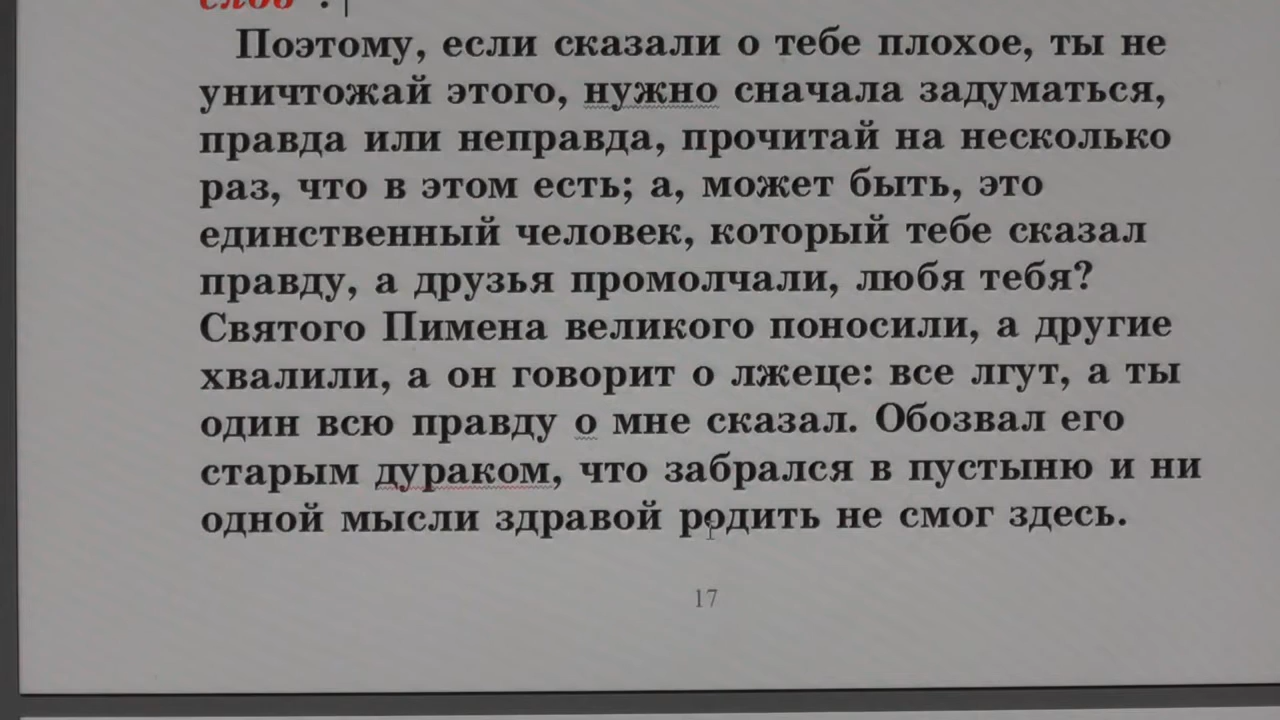 слов".
Поэтому, если сказали о тебе плохое, ты не
уничтожай этого, нужно сначала задуматься,
правда или неправда, прочитай на несколько
раз, что в этом есть; а, может быть, это
единственный человек, который тебе сказал
правду, а друзья промолчали, любя тебя?
Святого Пимена великого поносили, а другие
хвалили, а он говорит о лжеце: все лгут, а ты
один всю правду о мне сказал. Обозвал его
старым дураком, что забрался в пустыню и ни
одной мысли здравой родить не смог здесь.
17